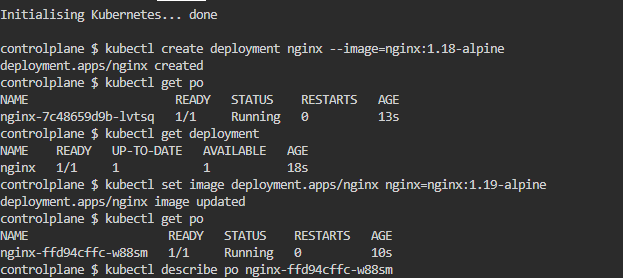 Initialising Kubernetes... done
controlplane $ kubectl create deployment nginx --image=nginx:1.18-alpine
deployment.apps/nginx created
controlplane $ kubectl get po
NAME READY STATUS RESTARTS AGE
nginx-7c48659d9b-lvtsq 1/1 Running 0 13s
controlplane $ kubectl get deployment
NAME READY UP-TO-DATE AVAILABLE AGE
nginx 1/1 1 1 18s
controlplane $ kubectl set image deployment.apps/nginx nginx=nginx:1.19-alpine
deployment.apps/nginx image updated
controlplane $ kubectl get po
NAME READY STATUS RESTARTS AGE
nginx-ffd94cffc-w88sm 1/1 Running 0 10s
controlplane $ kubectl describe po nginx-ffd94cffc-w88sm